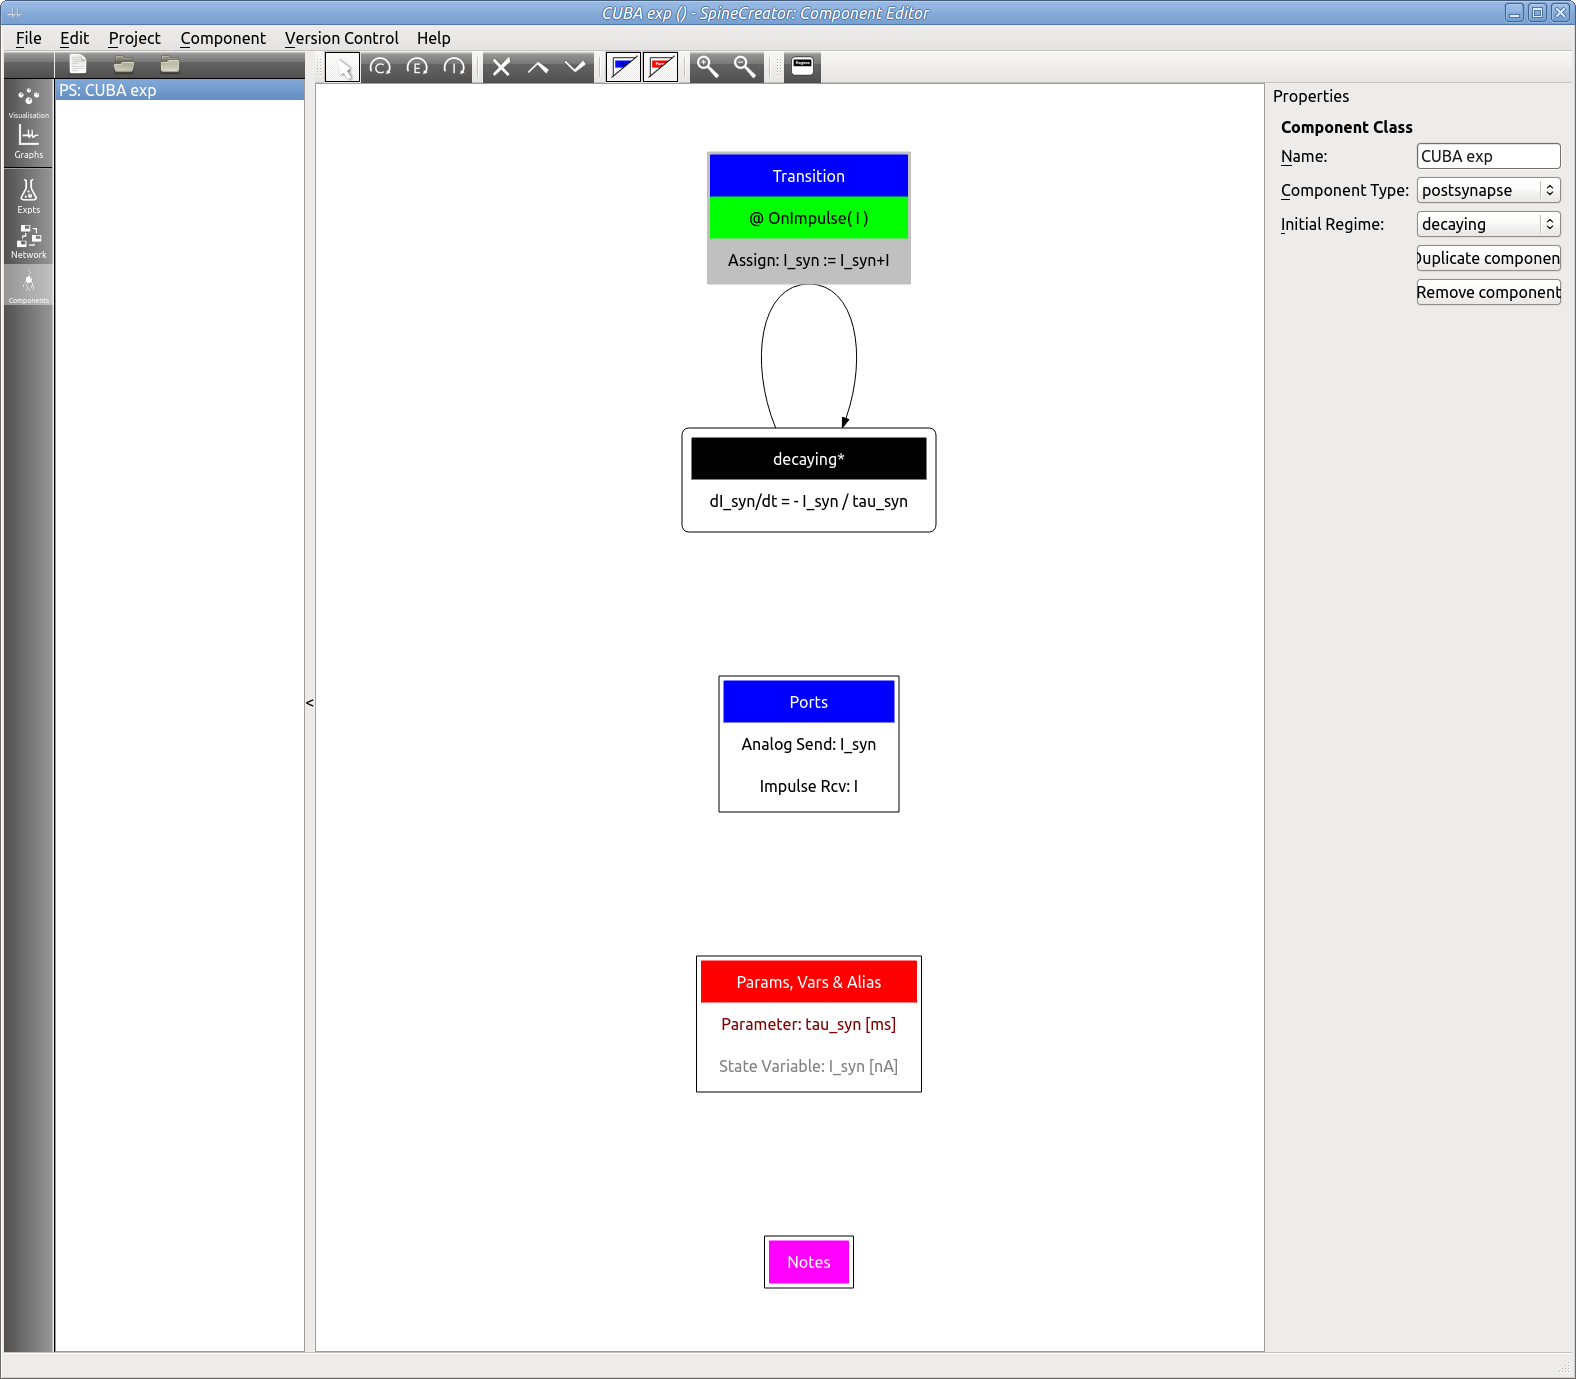 CUBA exp () - SpineCreator: Component Editor
File Edit Project Component Version Control Help
C E I
PS: CUBA exp
Visualisation
Graphs
Expts
Network
Components
<
Transition
@ OnImpulse( I )
Assign: I_syn := I_syn+I
decaying*
dI_syn/dt = - I_syn / tau_syn
Ports
Analog Send: I_syn
Impulse Rcv: I
Params, Vars & Alias
Parameter: tau_syn [ms]
State Variable: I_syn [nA]
Notes
Properties
Component Class
Name: CUBA exp
Component Type: postsynapse
Initial Regime: decaying
Duplicate componen
Remove component